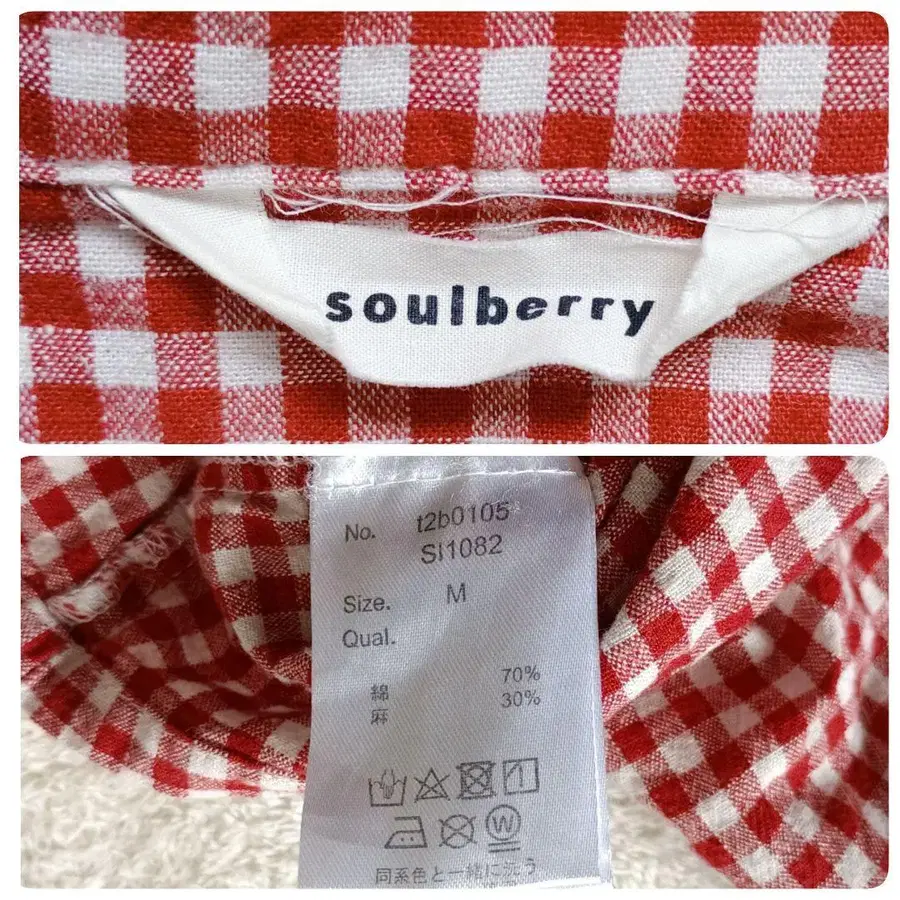 soulberry
No. t2b0105
SI1082
Size. M
Qual.
綿 70%
麻 30%
W
同系色と一緒に洗う